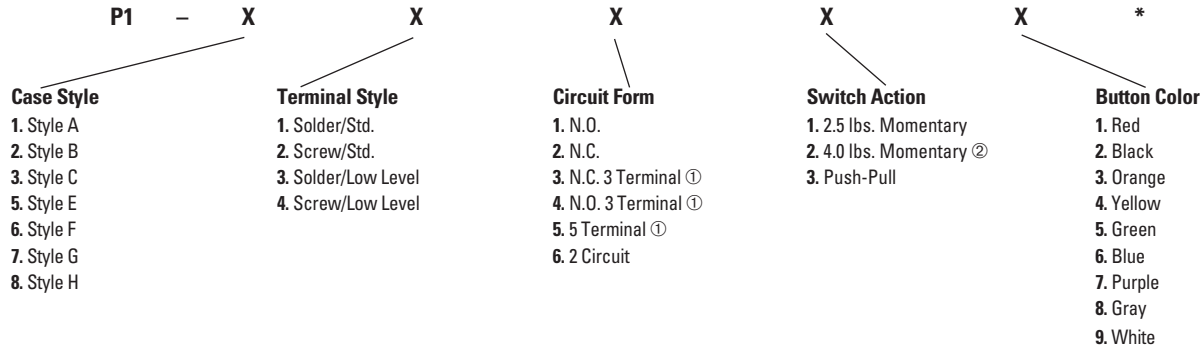 P1 – X X X X X *
Case Style
1. Style A
2. Style B
3. Style C
5. Style E
6. Style F
7. Style G
8. Style H
Terminal Style
1. Solder/Std.
2. Screw/Std.
3. Solder/Low Level
4. Screw/Low Level
Circuit Form
1. N.O.
2. N.C.
3. N.C. 3 Terminal ①
4. N.O. 3 Terminal ①
5. 5 Terminal ①
6. 2 Circuit
Switch Action
1. 2.5 lbs. Momentary
2. 4.0 lbs. Momentary ②
3. Push-Pull
Button Color
1. Red
2. Black
3. Orange
4. Yellow
5. Green
6. Blue
7. Purple
8. Gray
9. White